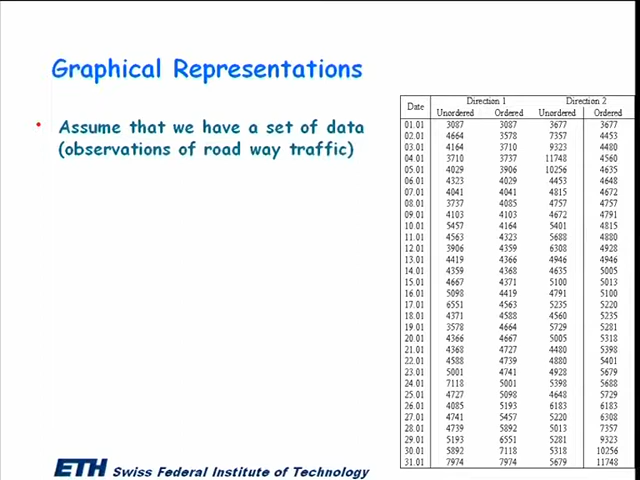 Graphical Representations
• Assume that we have a set of data
(observations of road way traffic)
Date Direction 1 Direction 2
Unordered Ordered Unordered Ordered
01.01 3087 3087 3677 3677
02.01 4664 3578 7357 4453
03.01 4164 3710 9323 4480
04.01 3710 3737 11748 4560
05.01 4029 3906 10256 4635
06.01 4323 4029 4453 4648
07.01 4041 4041 4815 4672
08.01 3737 4085 4757 4757
09.01 4103 4103 4672 4791
10.01 5457 4164 5401 4815
11.01 4563 4323 5688 4880
12.01 3906 4359 6308 4928
13.01 4419 4366 4946 4946
14.01 4359 4368 4635 5005
15.01 4667 4371 5100 5013
16.01 5098 4419 4791 5100
17.01 6551 4563 5235 5220
18.01 4371 4588 4560 5235
19.01 3578 4664 5729 5281
20.01 4366 4667 5005 5318
21.01 4368 4727 4480 5398
22.01 4588 4739 4880 5401
23.01 5001 4741 4928 5679
24.01 7118 5001 5398 5688
25.01 4727 5098 4648 5729
26.01 4085 5193 6183 6183
27.01 4741 5457 5220 6308
28.01 4739 5892 5013 7357
29.01 5193 6551 5281 9323
30.01 5892 7118 5318 10256
31.01 7974 7974 5679 11748
ETH Swiss Federal Institute of Technology